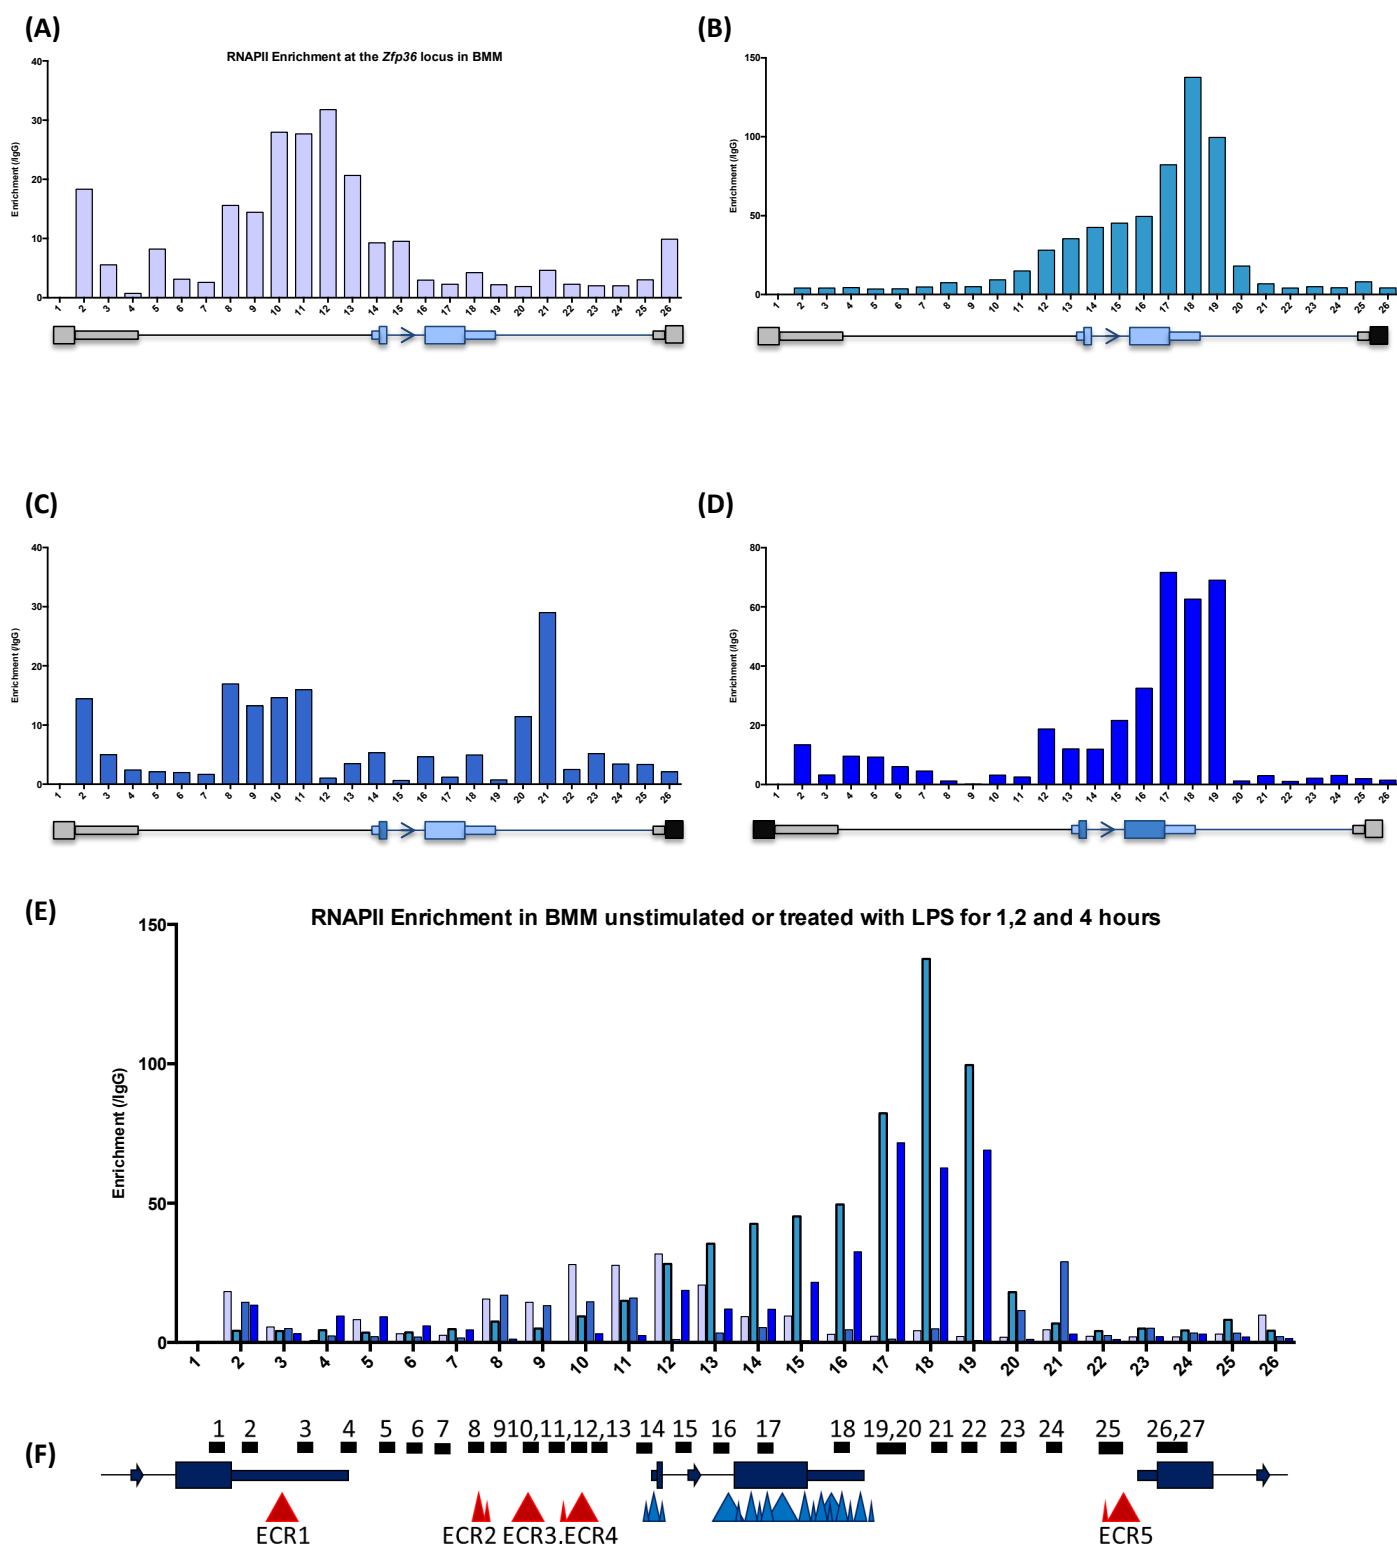 (A)
RNAPII Enrichment at the Zfp36 locus in BMM
Enrichment (/IgG)
40
30
20
10
0
1 2 3 4 5 6 7 8 9 10 11 12 13 14 15 16 17 18 19 20 21 22 23 24 25 26
(B)
Enrichment (/IgG)
150
100
50
0
1 2 3 4 5 6 7 8 9 10 11 12 13 14 15 16 17 18 19 20 21 22 23 24 25 26
(C)
Enrichment (/IgG)
40
30
20
10
0
1 2 3 4 5 6 7 8 9 10 11 12 13 14 15 16 17 18 19 20 21 22 23 24 25 26
(D)
Enrichment (/IgG)
80
60
40
20
0
1 2 3 4 5 6 7 8 9 10 11 12 13 14 15 16 17 18 19 20 21 22 23 24 25 26
(E)
RNAPII Enrichment in BMM unstimulated or treated with LPS for 1,2 and 4 hours
Enrichment (/IgG)
150
100
50
0
1 2 3 4 5 6 7 8 9 10 11 12 13 14 15 16 17 18 19 20 21 22 23 24 25 26
1 2 3 4 5 6 7 8 9 10,11,12,13 14 15 16 17 18 19,20 21 22 23 24 25 26,27
(F)
ECR1 ECR2 ECR3,ECR4 ECR5